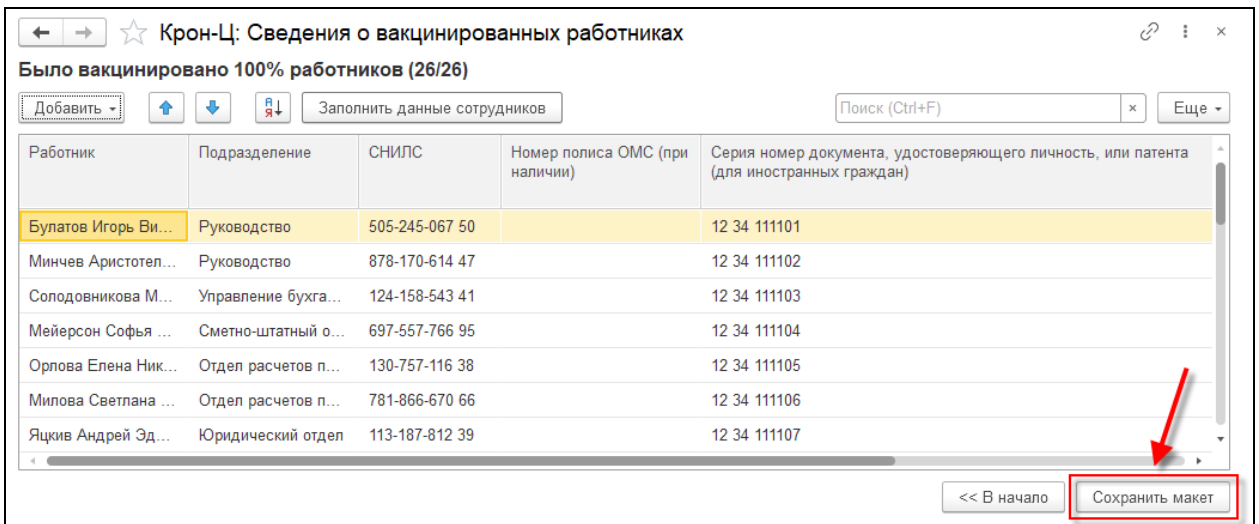 Крон-Ц: Сведения о вакцинированных работниках
Было вакцинировано 100% работников (26/26)
Добавить Заполнить данные сотрудников Поиск (Ctrl+F) × Еще
Работник Подразделение СНИЛС Номер полиса ОМС (при наличии) Серия номер документа, удостоверяющего личность, или патента (для иностранных граждан)
Булатов Игорь Ви... Руководство 505-245-067 50 12 34 111101
Минчев Аристотел... Руководство 878-170-614 47 12 34 111102
Солодовникова М... Управление бухга... 124-158-543 41 12 34 111103
Мейерсон Софья ... Сметно-штатный о... 697-557-766 95 12 34 111104
Орлова Елена Ник... Отдел расчетов п... 130-757-116 38 12 34 111105
Милова Светлана ... Отдел расчетов п... 781-866-670 66 12 34 111106
Яцкив Андрей Эд... Юридический отдел 113-187-812 39 12 34 111107
<< В начало Сохранить макет